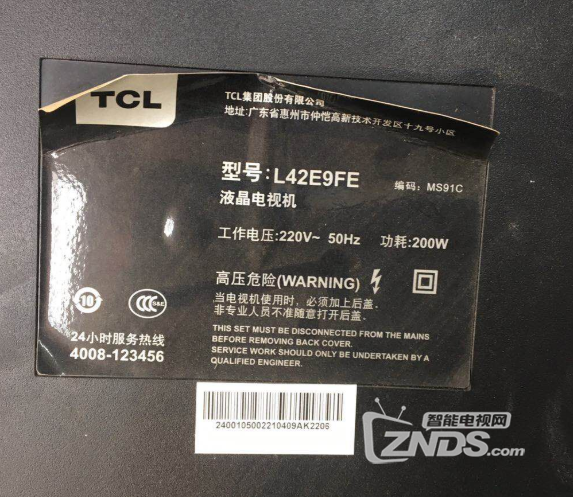 TCL
TCL集团股份有限公司
地址:广东省惠州市仲恺高新技术开发区十九号小区
型号:L42E9FE
编码: MS91C
液晶电视机
工作电压:220V~ 50Hz 功耗:200W
高压危险(WARNING)
当电视机使用时，必须加上后盖。
非专业人员不准随意打开后盖。
10
CCC S&E
24小时服务热线
4008-123456
THIS SET MUST BE DISCONNECTED FROM THE MAINS
BEFORE REMOVING BACK COVER.
SERVICE WORK SHOULD ONLY BE UNDERTAKEN BY A
QUALIFIED ENGINEER.
2400105002210409AK2206
智能电视网
ZNDS.com